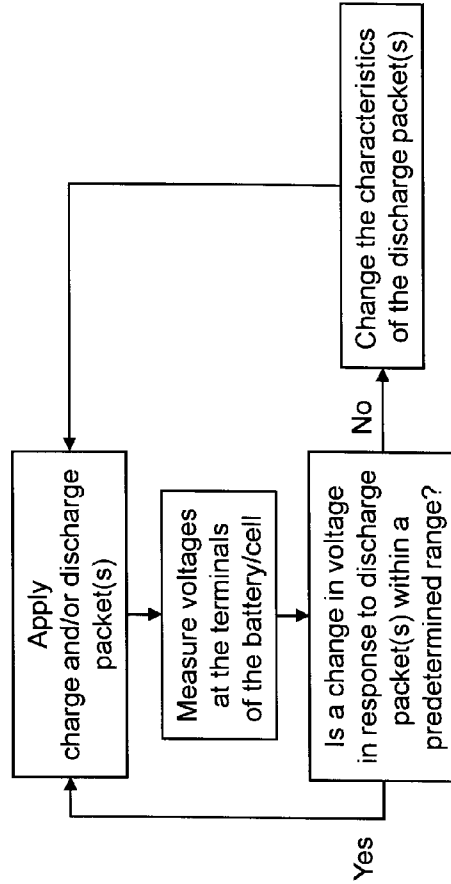 Apply
charge and/or discharge
packet(s)
Measure voltages
at the terminals
of the battery/cell
Is a change in voltage
in response to discharge
packet(s) within a
predetermined range?
Yes
No
Change the characteristics
of the discharge packet(s)